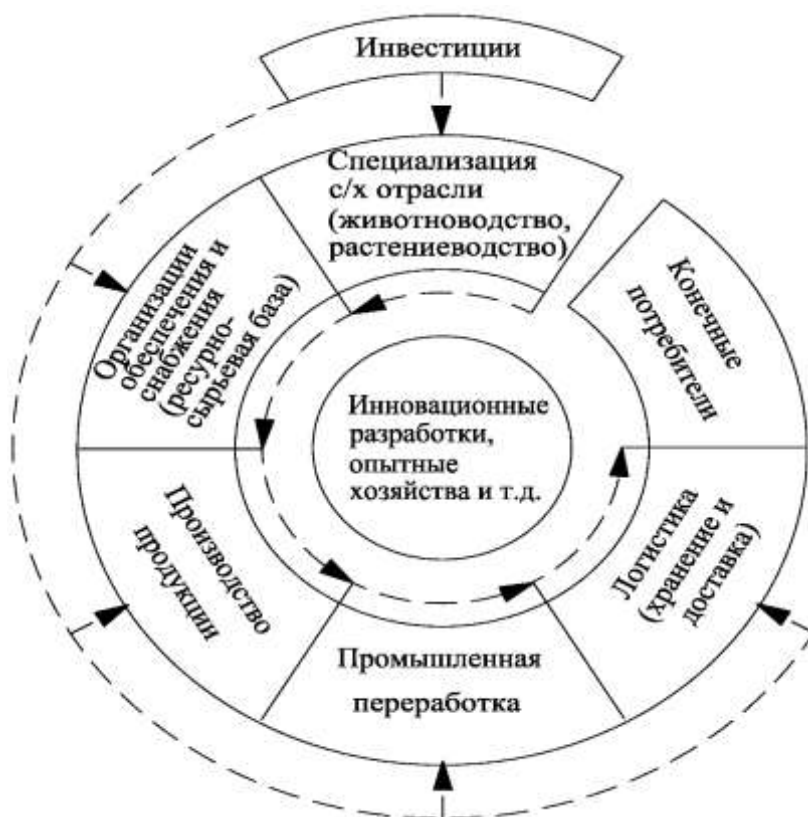 Инвестиции
Специализация
с/х отрасли
(животноводство,
растениеводство)
Организации
обеспечения и
снабжения
(ресурно-
сырьевая база)
Конечные
потребители
Инновационные
разработки,
опытные
хозяйства и т.д.
Производство
продукции
Логистика
(хранение и
доставка)
Промышленная
переработка